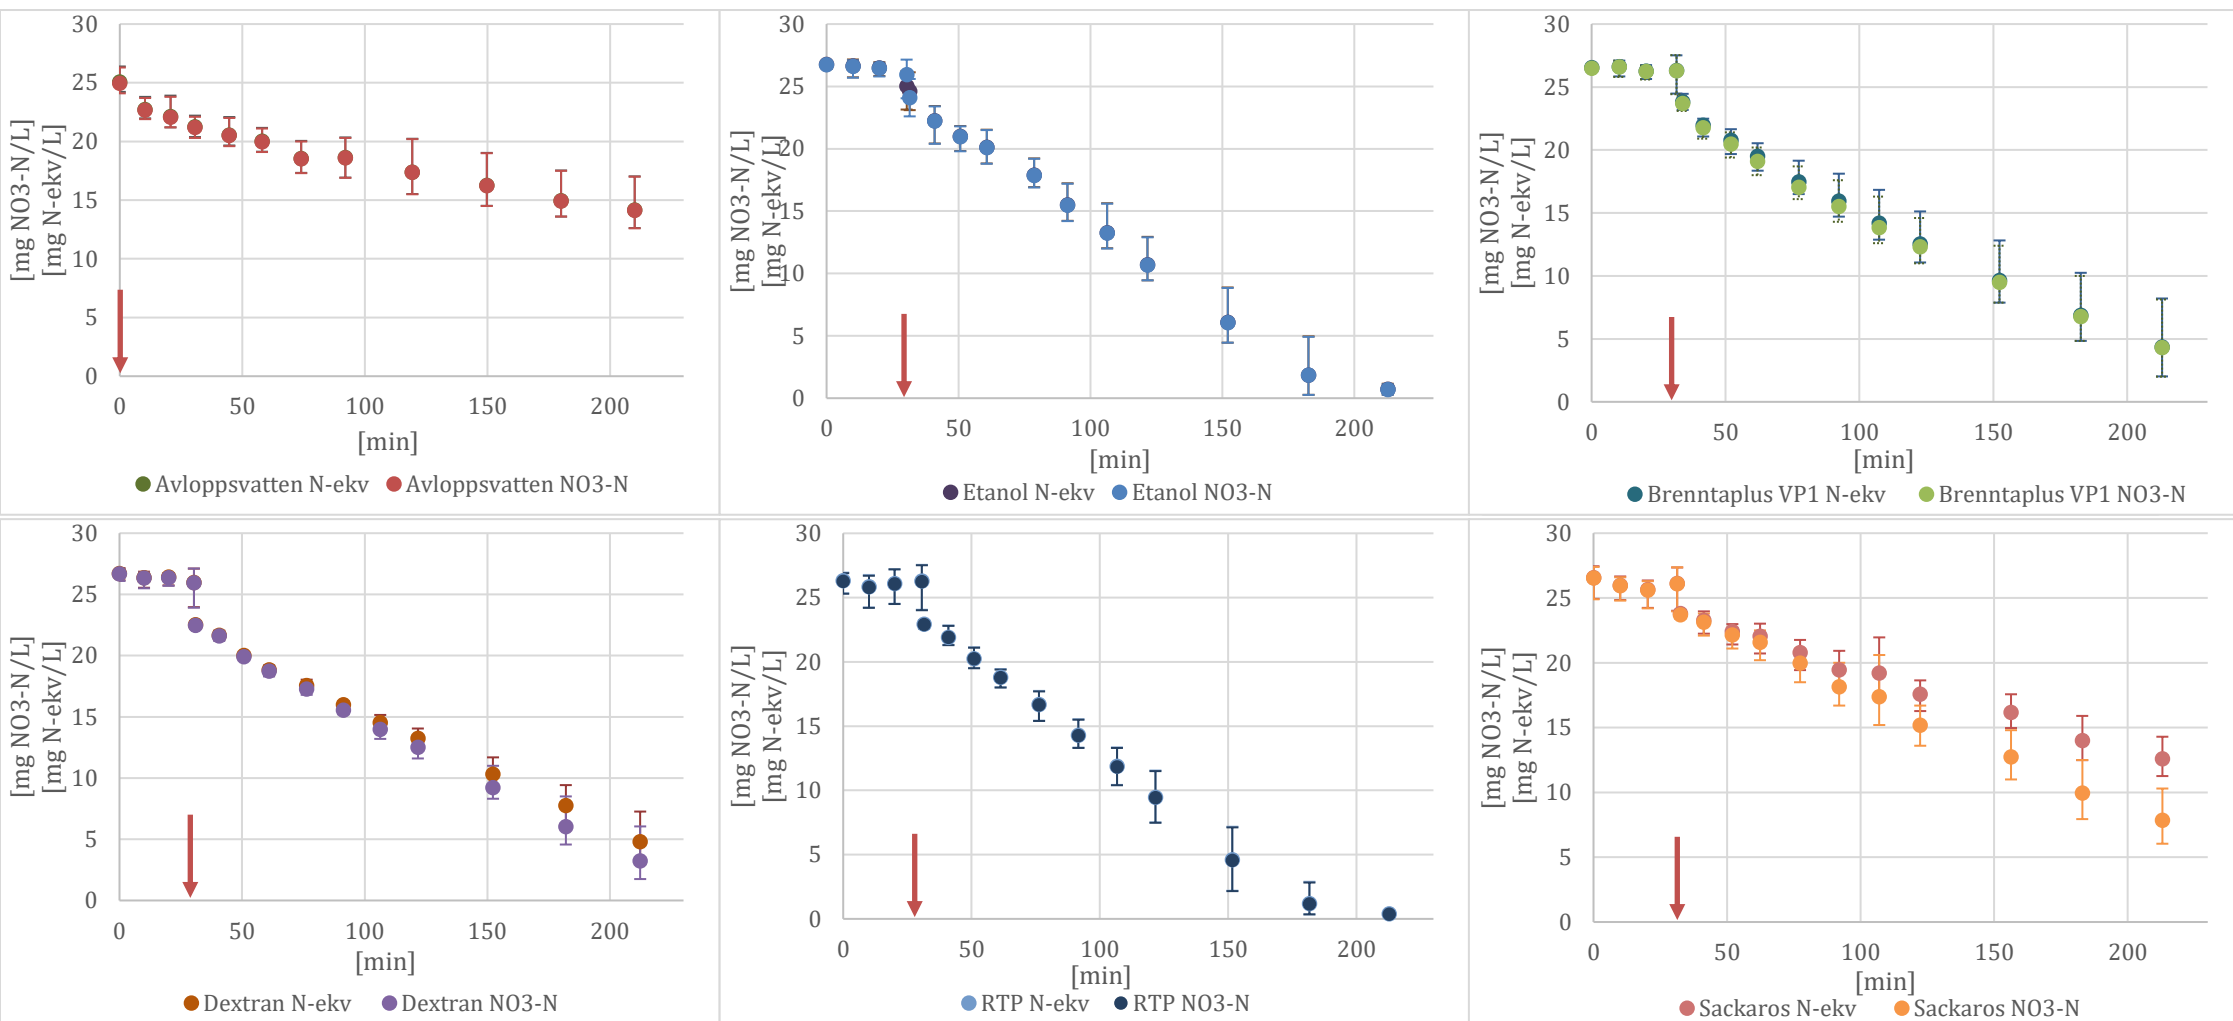 30
25
20
15
10
5
0
[mg NO3-N/L]
[mg N-ekv/L]
0 50 100 150 200
[min]
Avloppsvatten N-ekv Avloppsvatten NO3-N
30
25
20
15
10
5
0
[mg NO3-N/L]
[mg N-ekv/L]
0 50 100 150 200
[min]
Etanol N-ekv Etanol NO3-N
30
25
20
15
10
5
0
[mg NO3-N/L]
[mg N-ekv/L]
0 50 100 150 200
[min]
Brenntaplus VP1 N-ekv Brenntaplus VP1 NO3-N
30
25
20
15
10
5
0
[mg NO3-N/L]
[mg N-ekv/L]
0 50 100 150 200
[min]
Dextran N-ekv Dextran NO3-N
30
25
20
15
10
5
0
[mg NO3-N/L]
[mg N-ekv/L]
0 50 100 150 200
[min]
RTP N-ekv RTP NO3-N
30
25
20
15
10
5
0
[mg NO3-N/L]
[mg N-ekv/L]
0 50 100 150 200
[min]
Sackaros N-ekv Sackaros NO3-N